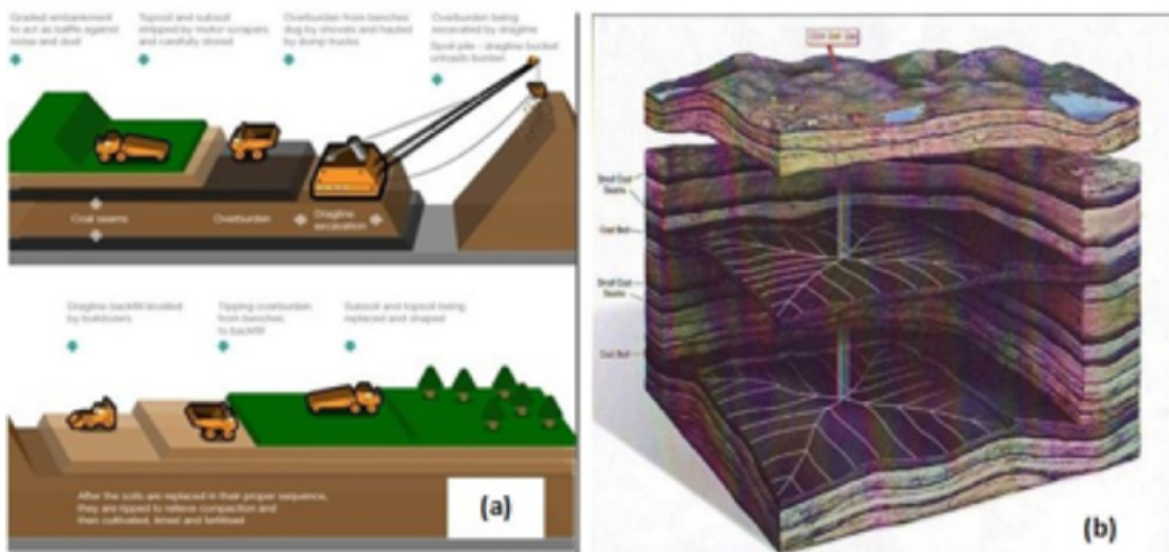 Graded embankment
to act as baffle against
noise and dust
Topsoil and subsoil
stripped by motor scrapers
and carefully stored
Overburden from benches
dug by shovels and hauled
by dump trucks
Overburden being
excavated by dragline
Spoil pile - dragline bucket
unloads burden
Coal seams
Overburden
Dragline
excavation
Dragline backfill levelled
by bulldozers
Tipping overburden
from benches
to backfill
Subsoil and topsoil being
replaced and shaped
After the soils are replaced in their proper sequence,
they are ripped to relieve compaction and
then cultivated, limed and fertilised
(a)
Small Coal
Seams
Coal Bed
Small Coal
Seams
Coal Bed
(b)